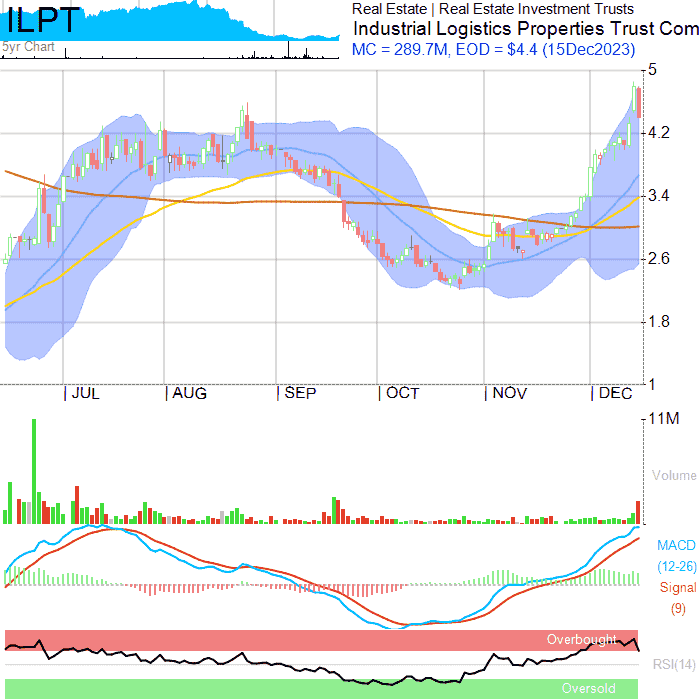 ILPT
5yr Chart
Real Estate | Real Estate Investment Trusts
Industrial Logistics Properties Trust Com
MC = 289.7M, EOD = $4.4 (15Dec2023)
5
4.2
3.4
2.6
1.8
1
JUL AUG SEP OCT NOV DEC
11M
Volume
MACD
(12-26)
Signal
(9)
Overbought
RSI(14)
Oversold